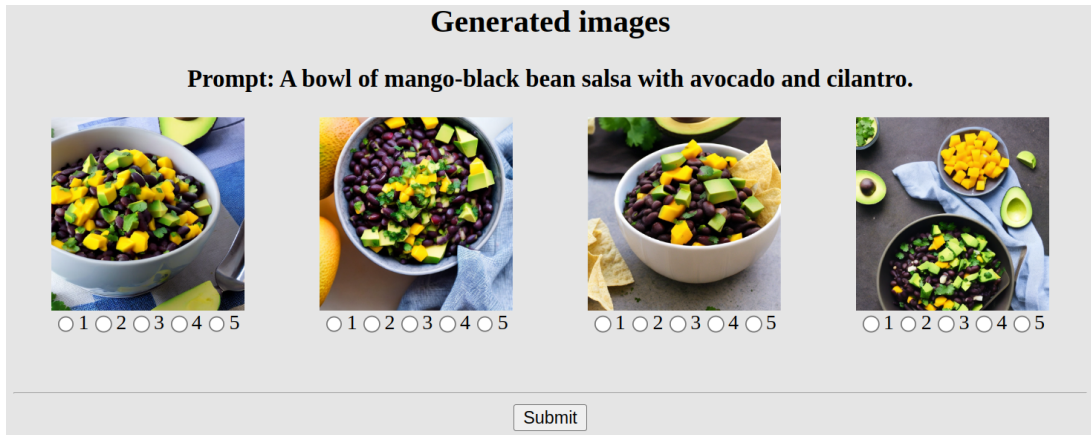 Generated images
Prompt: A bowl of mango-black bean salsa with avocado and cilantro.
1 2 3 4 5 1 2 3 4 5 1 2 3 4 5 1 2 3 4 5
Submit